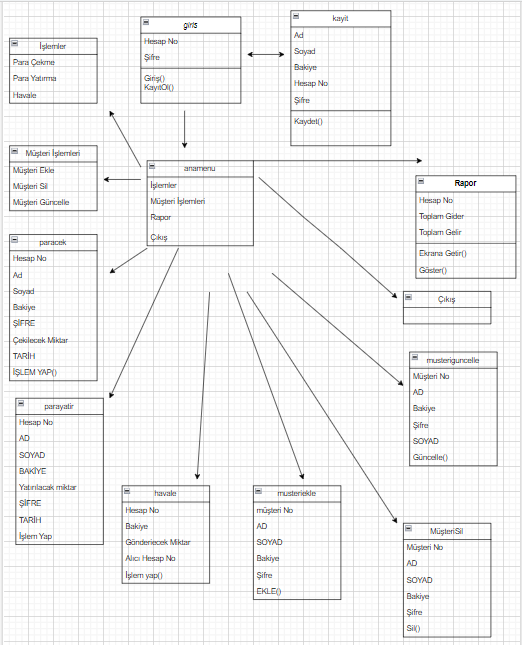 giris
Hesap No
Şifre
Giriş()
KayıtOl()
kayit
Ad
Soyad
Bakiye
Hesap No
Şifre
Kaydet()
İşlemler
Para Çekme
Para Yatırma
Havale
Müşteri İşlemleri
Müşteri Ekle
Müşteri Sil
Müşteri Güncelle
anamenu
İşlemler
Müşteri İşlemleri
Rapor
Çıkış
Rapor
Hesap No
Toplam Gider
Toplam Gelir
Ekrana Getir()
Göster()
paracek
Hesap No
Ad
Soyad
Bakiye
ŞİFRE
Çekilecek Miktar
TARİH
İŞLEM YAP()
Çıkış
musteriguncelle
Müşteri No
AD
Bakiye
Şifre
SOYAD
Güncelle()
parayatir
Hesap No
AD
SOYAD
BAKİYE
Yatırılacak miktar
ŞİFRE
TARİH
İşlem Yap
havale
Hesap No
Bakiye
Gönderiecek Miktar
Alıcı Hesap No
İşlem yap()
musteriekle
müşteri No
AD
SOYAD
Bakiye
Şifre
EKLE()
MüşteriSil
Müşteri No
AD
SOYAD
Bakiye
Şifre
Sil()